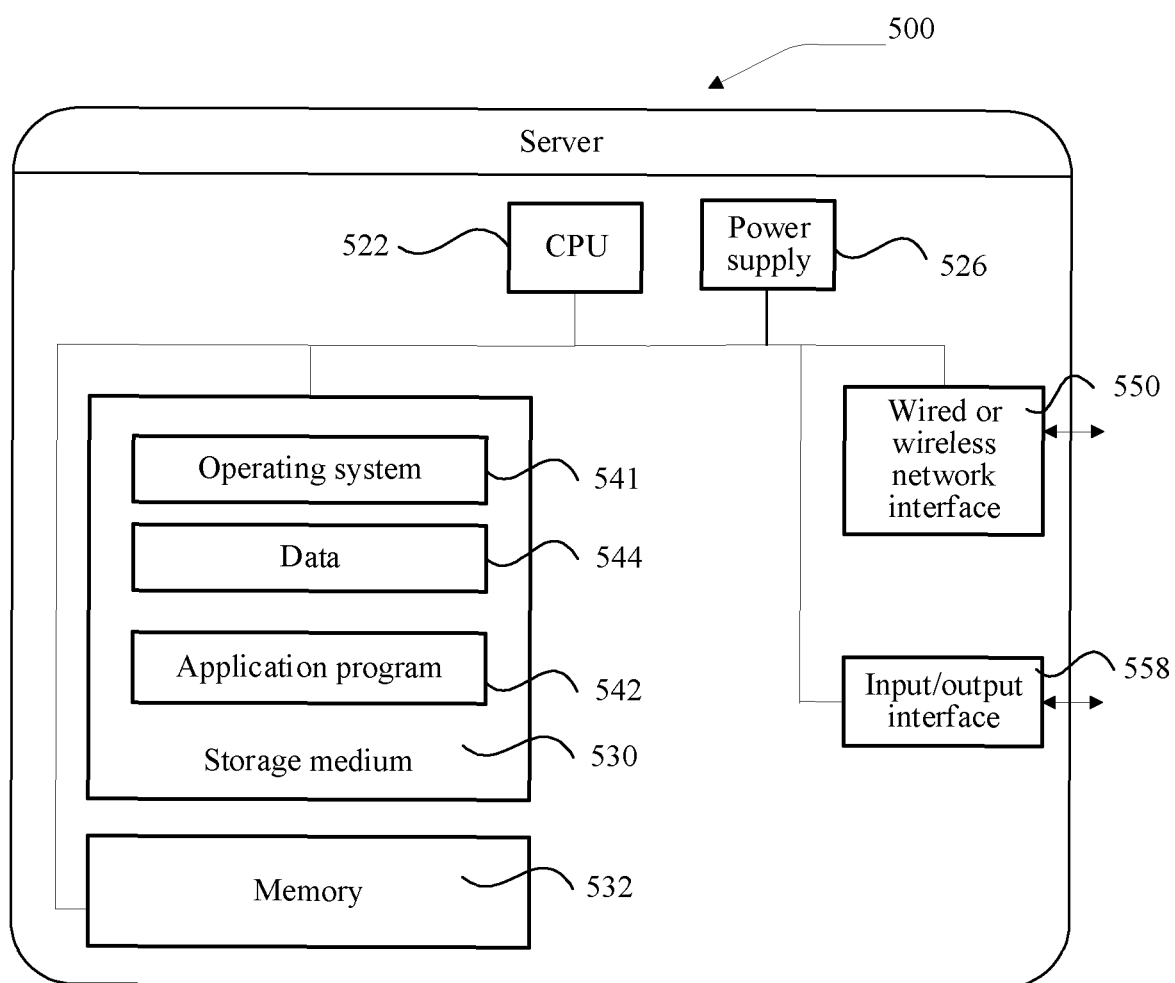 500
Server
522
CPU
Power
supply
526
550
Wired or
wireless
network
interface
Operating system
541
Data
544
Application program
542
Storage medium
530
558
Input/output
interface
Memory
532